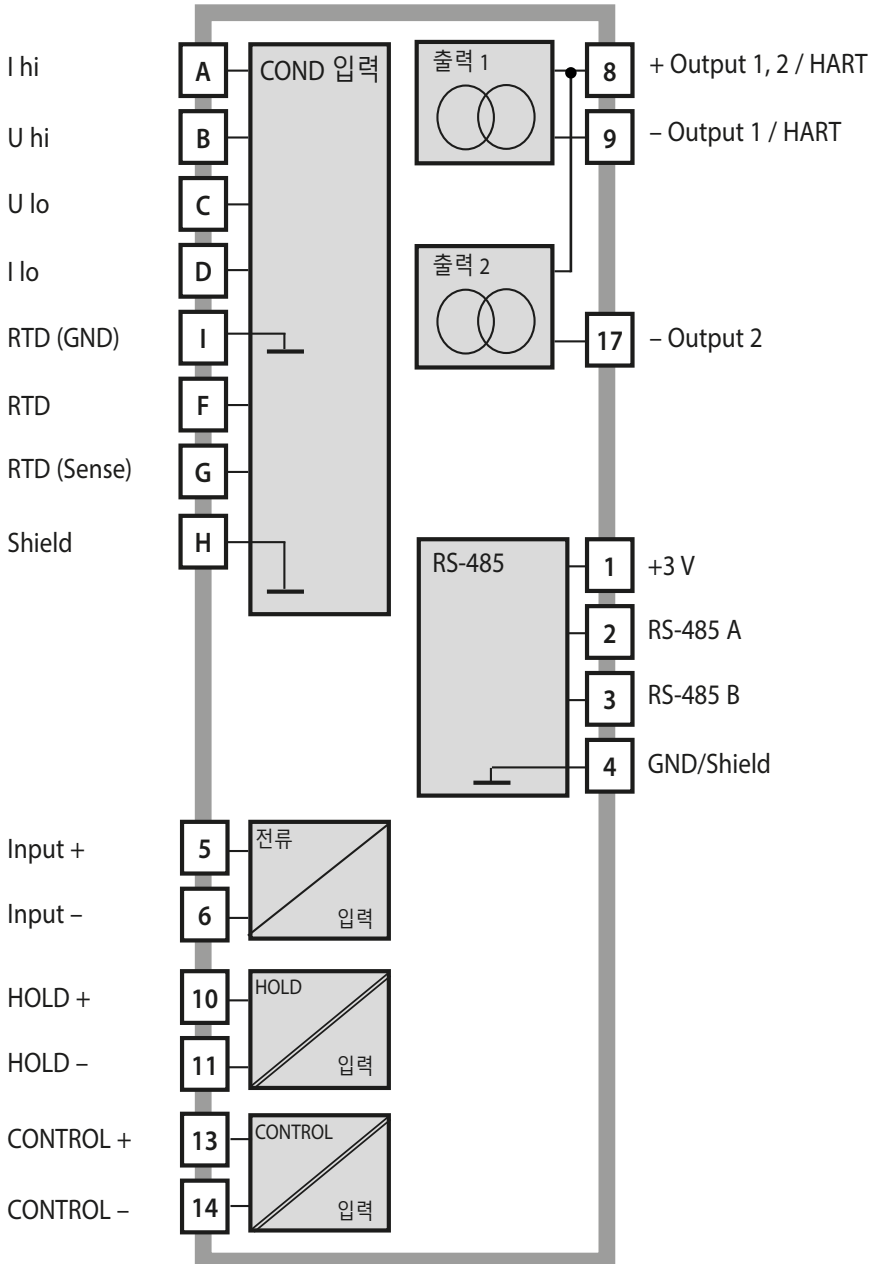 I hi
A
COND 입력
U hi
B
U lo
C
I lo
D
RTD (GND)
I
RTD
F
RTD (Sense)
G
Shield
H
출력 1
8
+ Output 1, 2 / HART
9
– Output 1 / HART
출력 2
17
– Output 2
RS-485
1
+3 V
2
RS-485 A
3
RS-485 B
4
GND/Shield
Input +
5
전류
Input –
6
입력
HOLD +
10
HOLD
HOLD –
11
입력
CONTROL +
13
CONTROL
CONTROL –
14
입력